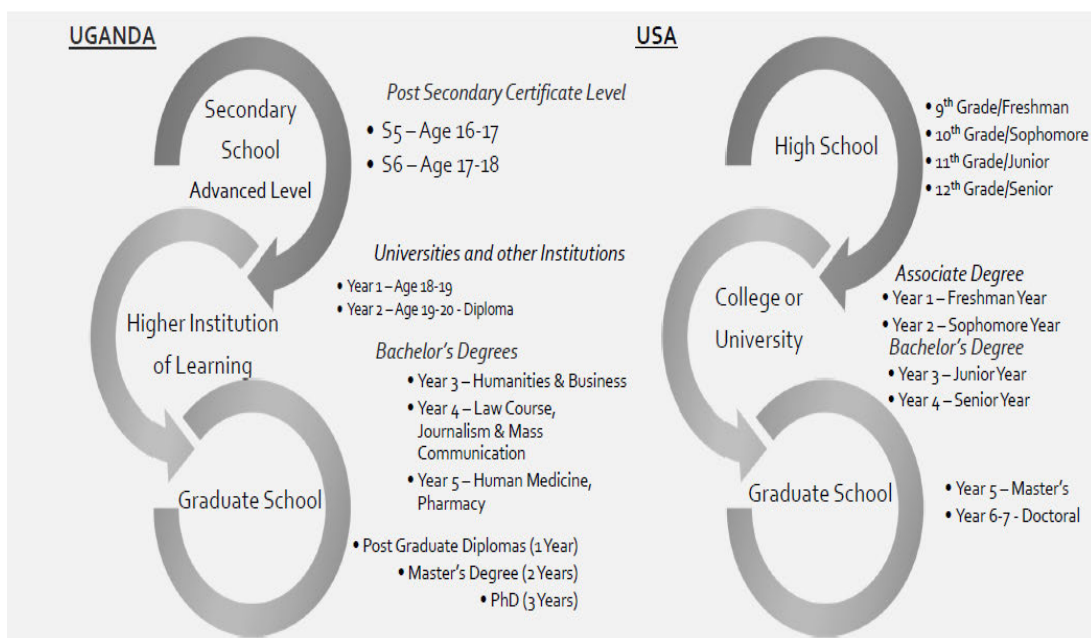 UGANDA
Secondary
School
Advanced Level
Post Secondary Certificate Level
• S5 – Age 16-17
• S6 – Age 17-18
Higher Institution
of Learning
Universities and other Institutions
• Year 1 – Age 18-19
• Year 2 – Age 19-20 - Diploma
Bachelor's Degrees
• Year 3 – Humanities & Business
• Year 4 – Law Course,
Journalism & Mass
Communication
• Year 5 – Human Medicine,
Pharmacy
Graduate School
• Post Graduate Diplomas (1 Year)
• Master's Degree (2 Years)
• PhD (3 Years)
USA
High School
• 9th Grade/Freshman
• 10th Grade/Sophomore
• 11th Grade/Junior
• 12th Grade/Senior
College or
University
Associate Degree
• Year 1 – Freshman Year
• Year 2 – Sophomore Year
Bachelor's Degree
• Year 3 – Junior Year
• Year 4 – Senior Year
Graduate School
• Year 5 – Master's
• Year 6-7 - Doctoral